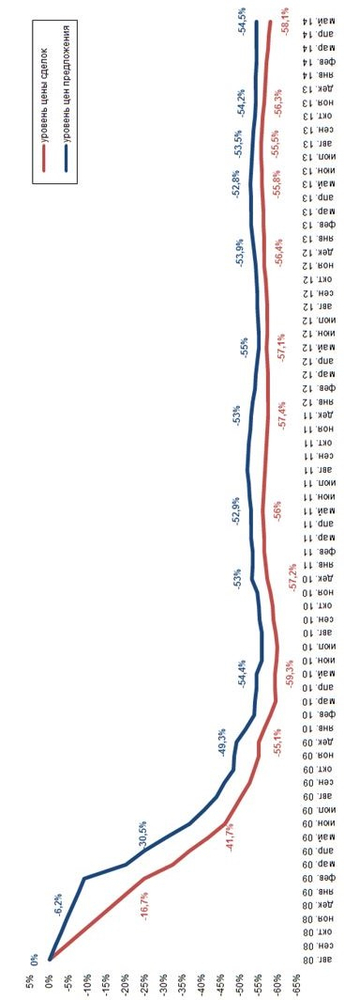 уровень цены сделок
уровень цен предложения
5%
0%
-5%
-10%
-15%
-20%
-25%
-30%
-35%
-40%
-45%
-50%
-55%
-60%
-65%
0%
-6,2%
-30,5%
-49,3%
-54,4%
-53%
-52,9%
-53%
-55%
-53,9%
-52,8%
-53,5%
-54,2%
-54,5%
-16,7%
-41,7%
-55,1%
-59,3%
-57,2%
-56%
-57,4%
-57,1%
-56,4%
-55,8%
-55,5%
-56,3%
-58,1%
авг. 08
сен. 08
окт. 08
ноя. 08
дек. 08
янв. 09
фев. 09
мар. 09
апр. 09
май 09
июн 09
июл 09
авг. 09
сен. 09
окт. 09
ноя. 09
дек. 09
янв. 10
фев. 10
мар. 10
апр. 10
май 10
июн 10
июл 10
авг. 10
сен. 10
окт. 10
ноя. 10
дек. 10
янв. 11
фев. 11
мар. 11
апр. 11
май 11
июн 11
июл 11
авг. 11
сен. 11
окт. 11
ноя. 11
дек. 11
янв. 12
фев. 12
мар. 12
апр. 12
май 12
июн 12
июл 12
авг. 12
сен. 12
окт. 12
ноя. 12
дек. 12
янв. 13
фев. 13
мар. 13
апр. 13
май 13
июн 13
июл 13
авг. 13
сен. 13
окт. 13
ноя. 13
дек. 13
янв. 14
фев. 14
мар. 14
апр. 14
май 14